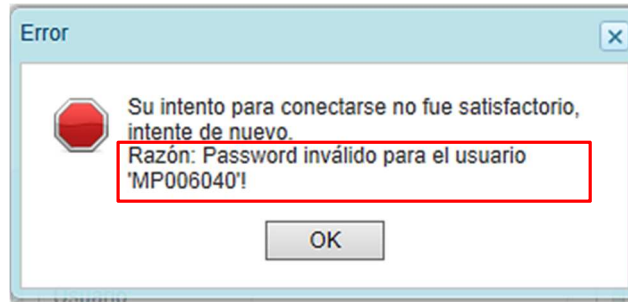 Error
Su intento para conectarse no fue satisfactorio,
intente de nuevo.
Razón: Password inválido para el usuario
'MP006040'!
OK
Usuario